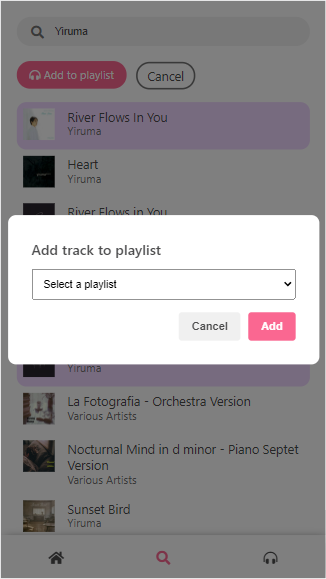 Yiruma
Add to playlist
Cancel
River Flows In You
Yiruma
Heart
Yiruma
River Flows in You
Add track to playlist
Select a playlist
Cancel
Add
Yiruma
La Fotografia - Orchestra Version
Various Artists
Nocturnal Mind in d minor - Piano Septet
Version
Various Artists
Sunset Bird
Yiruma